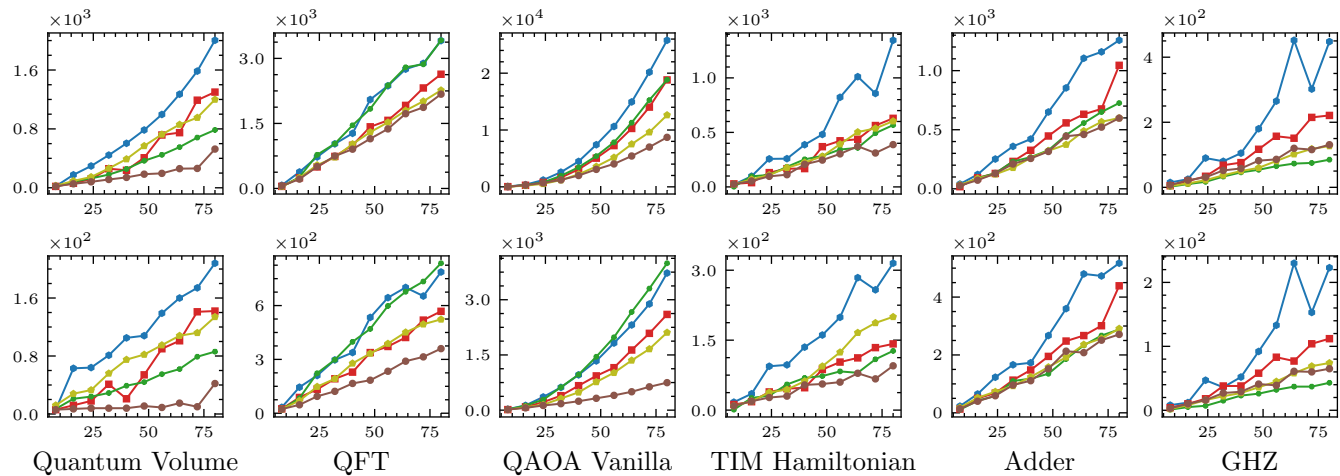 ×10³ ×10³ ×10⁴ ×10³ ×10³ ×10²
1.6 3.0 2 1.0 1.0 4
0.8 1.5 1 0.5 0.5 2
0.0 0.0 0 0.0 0.0 0
25 50 75 25 50 75 25 50 75 25 50 75 25 50 75 25 50 75
×10² ×10² ×10³ ×10² ×10² ×10²
1.6 6 3.0 3.0 4 2
0.8 3 1.5 1.5 2 1
0.0 0 0.0 0.0 0 0
25 50 75 25 50 75 25 50 75 25 50 75 25 50 75 25 50 75
Quantum Volume QFT QAOA Vanilla TIM Hamiltonian Adder GHZ